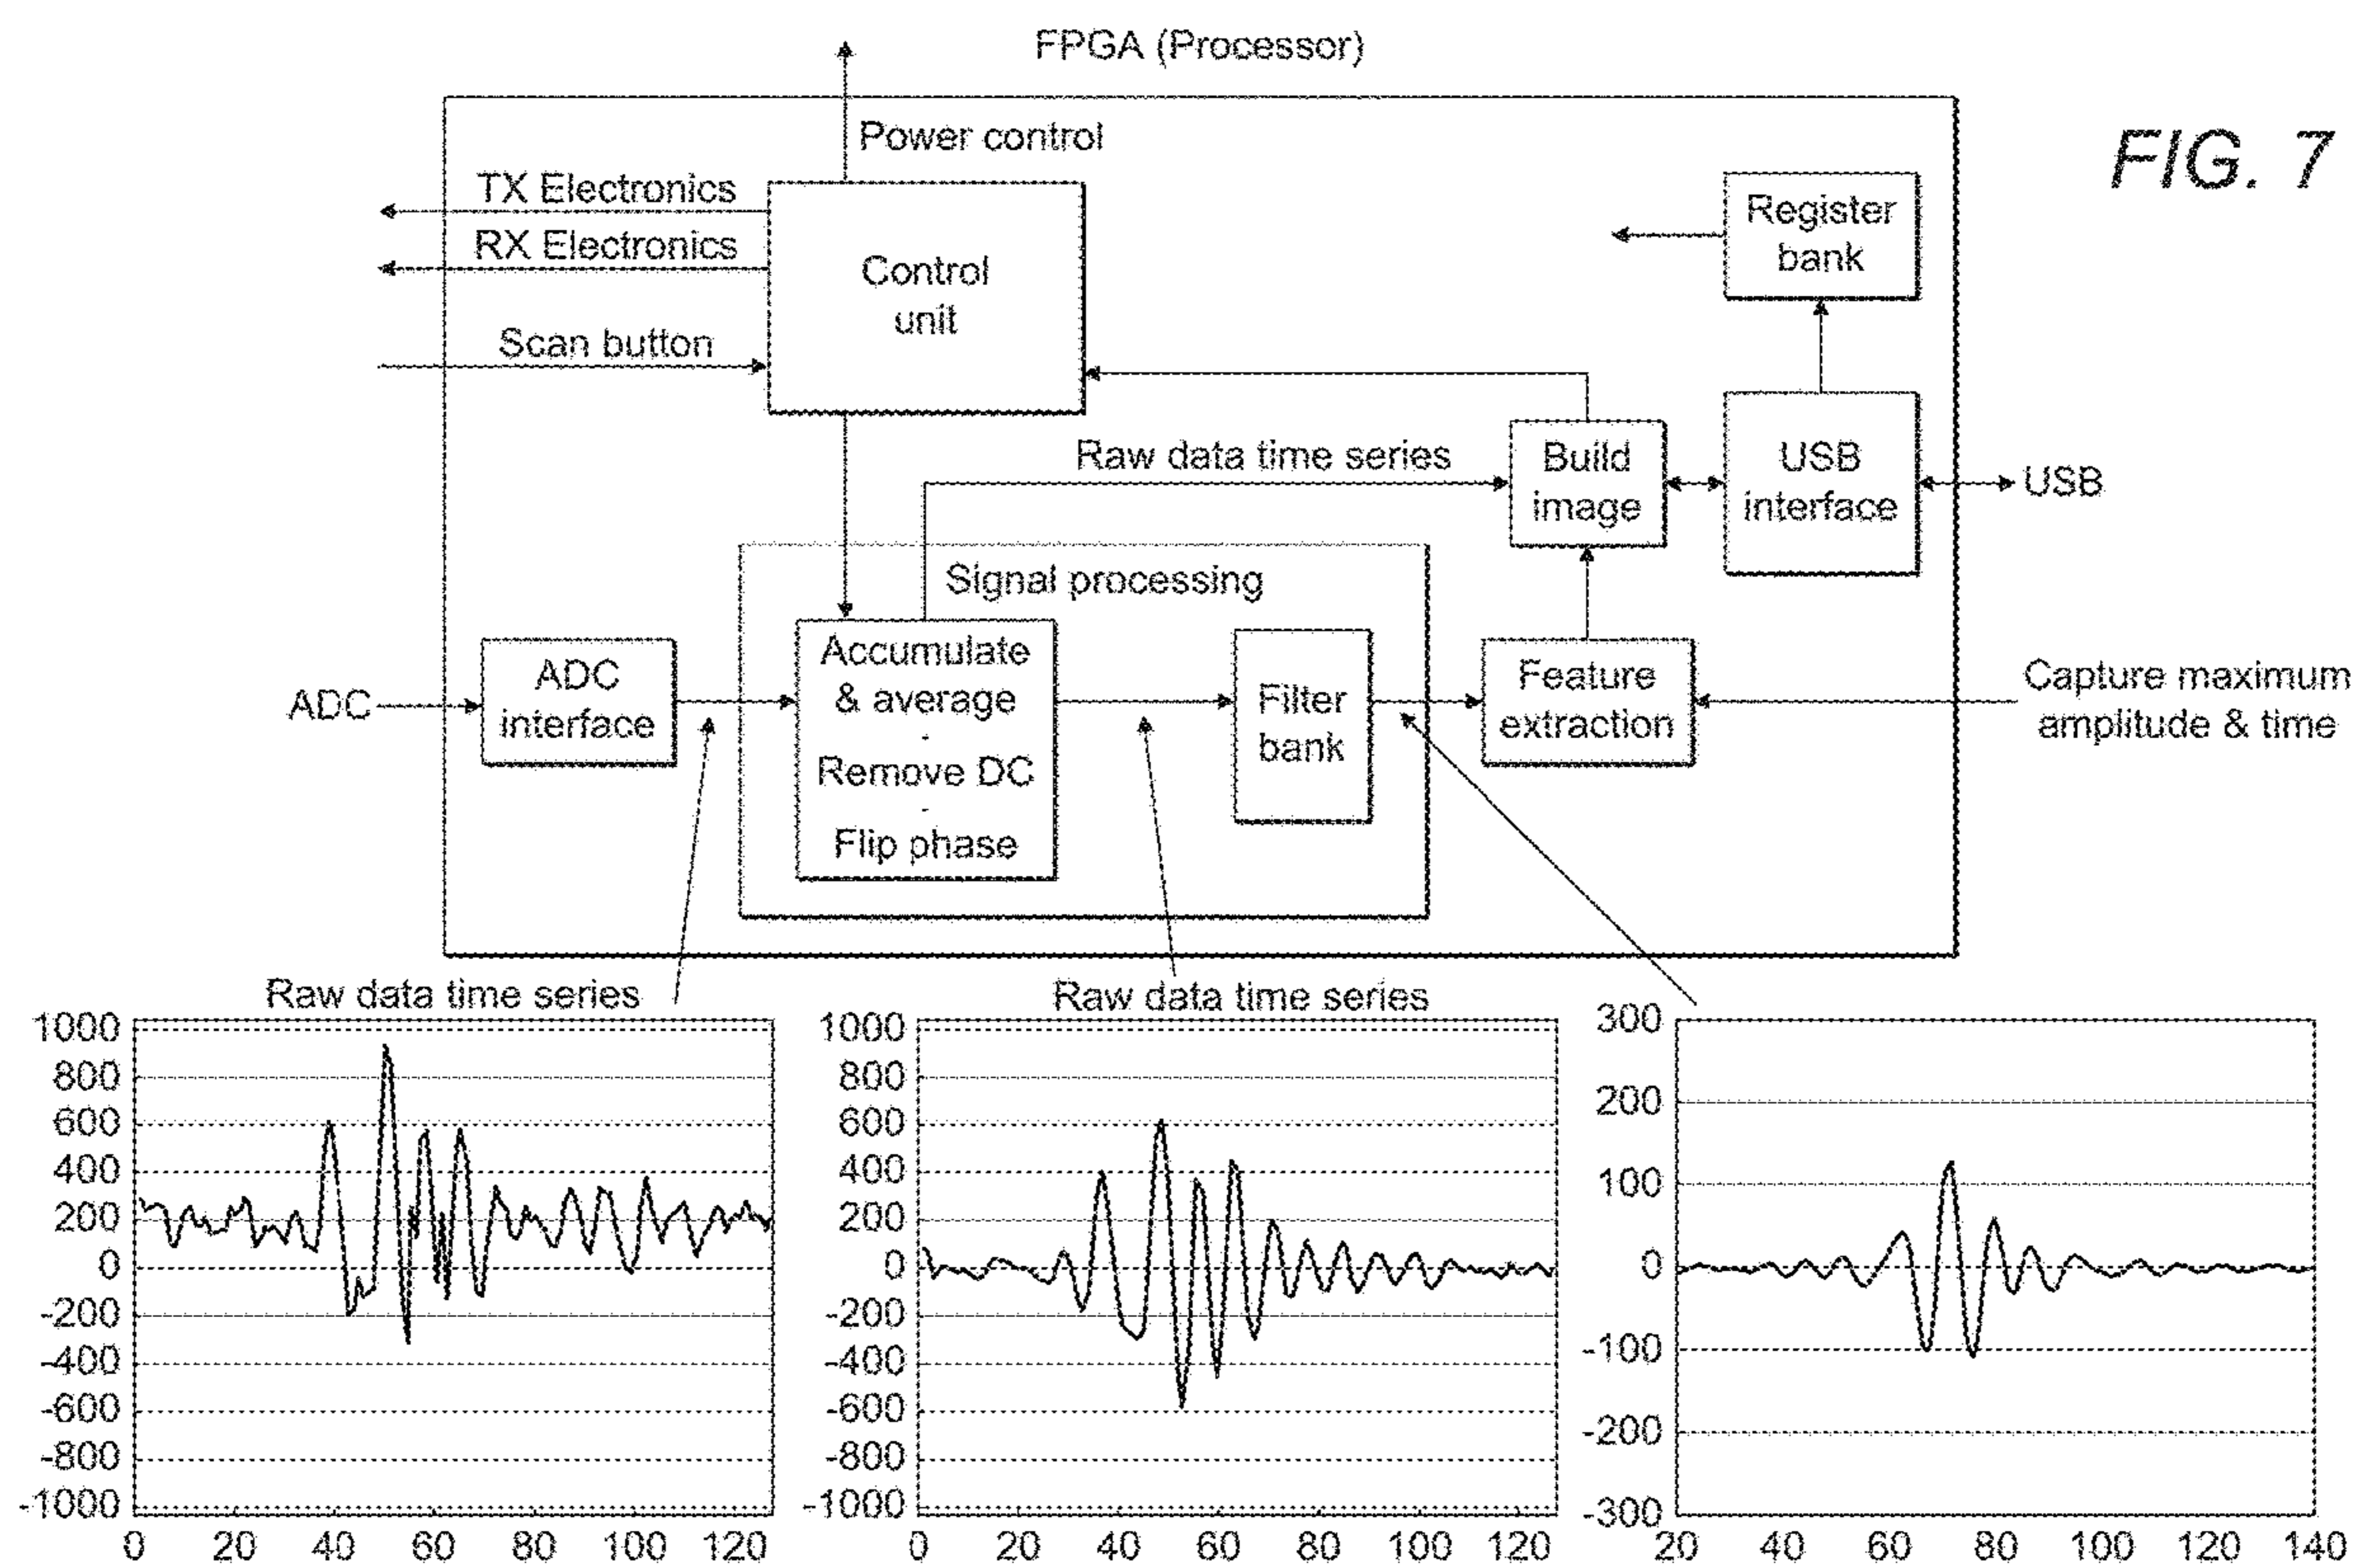 FPGA (Processor)
FIG. 7
Power control
TX Electronics
RX Electronics
Scan button
Control
unit
Register
bank
Raw data time series
Build
image
USB
interface
USB
Signal processing
ADC
ADC
interface
Accumulate
& average
-
Remove DC
-
Flip phase
Filter
bank
Feature
extraction
Capture maximum
amplitude & time
Raw data time series
1000
800
600
400
200
0
-200
-400
-600
-800
-1000
0 20 40 60 80 100 120
Raw data time series
1000
800
600
400
200
0
-200
-400
-600
-800
-1000
0 20 40 60 80 100 120
300
200
100
0
-100
-200
-300
20 40 60 80 100 120 140